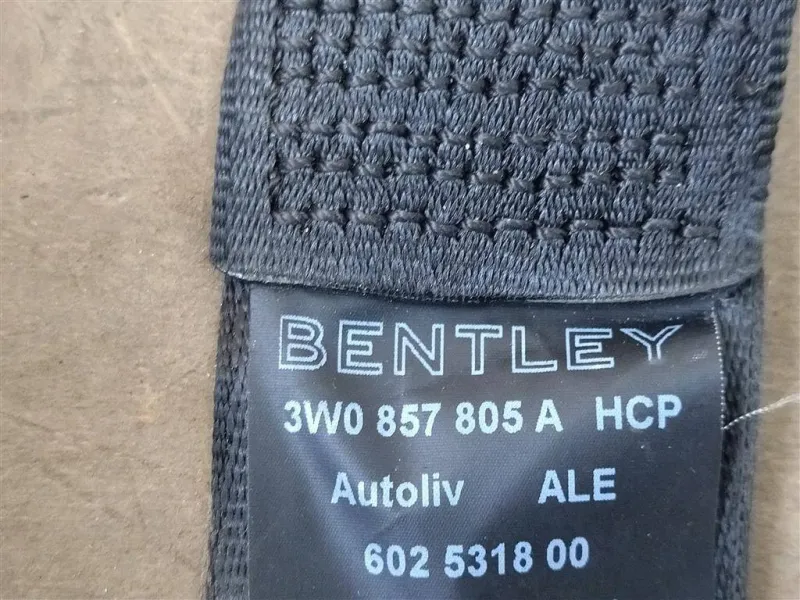 BENTLEY
3W0 857 805 A HCP
Autoliv ALE
602 5318 00